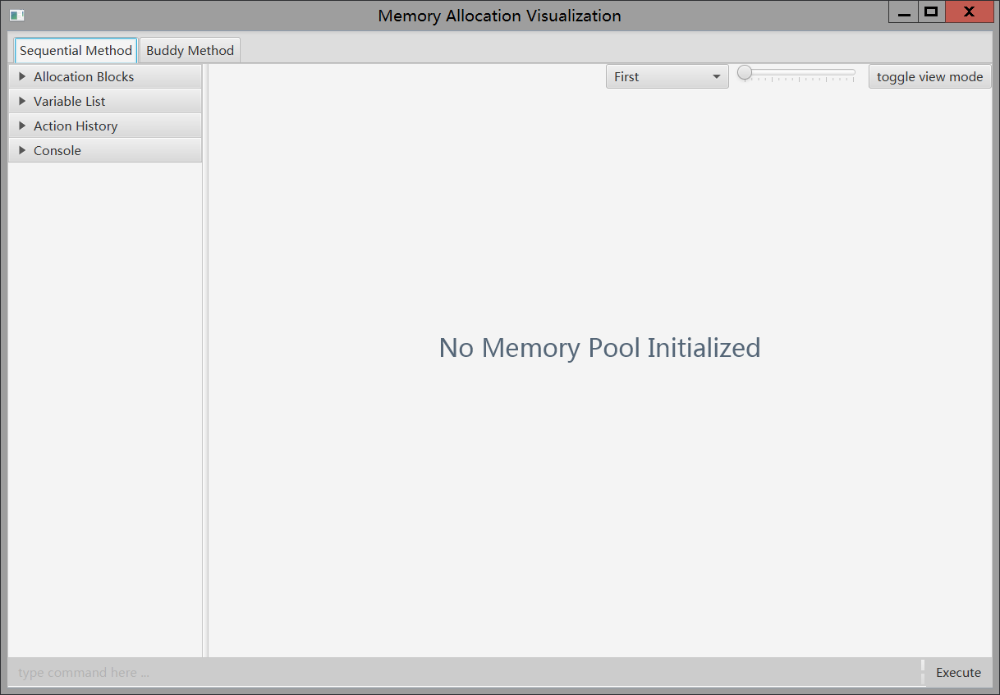 Memory Allocation Visualization
Sequential Method
Buddy Method
First
toggle view mode
Allocation Blocks
Variable List
Action History
Console
No Memory Pool Initialized
type command here ...
Execute